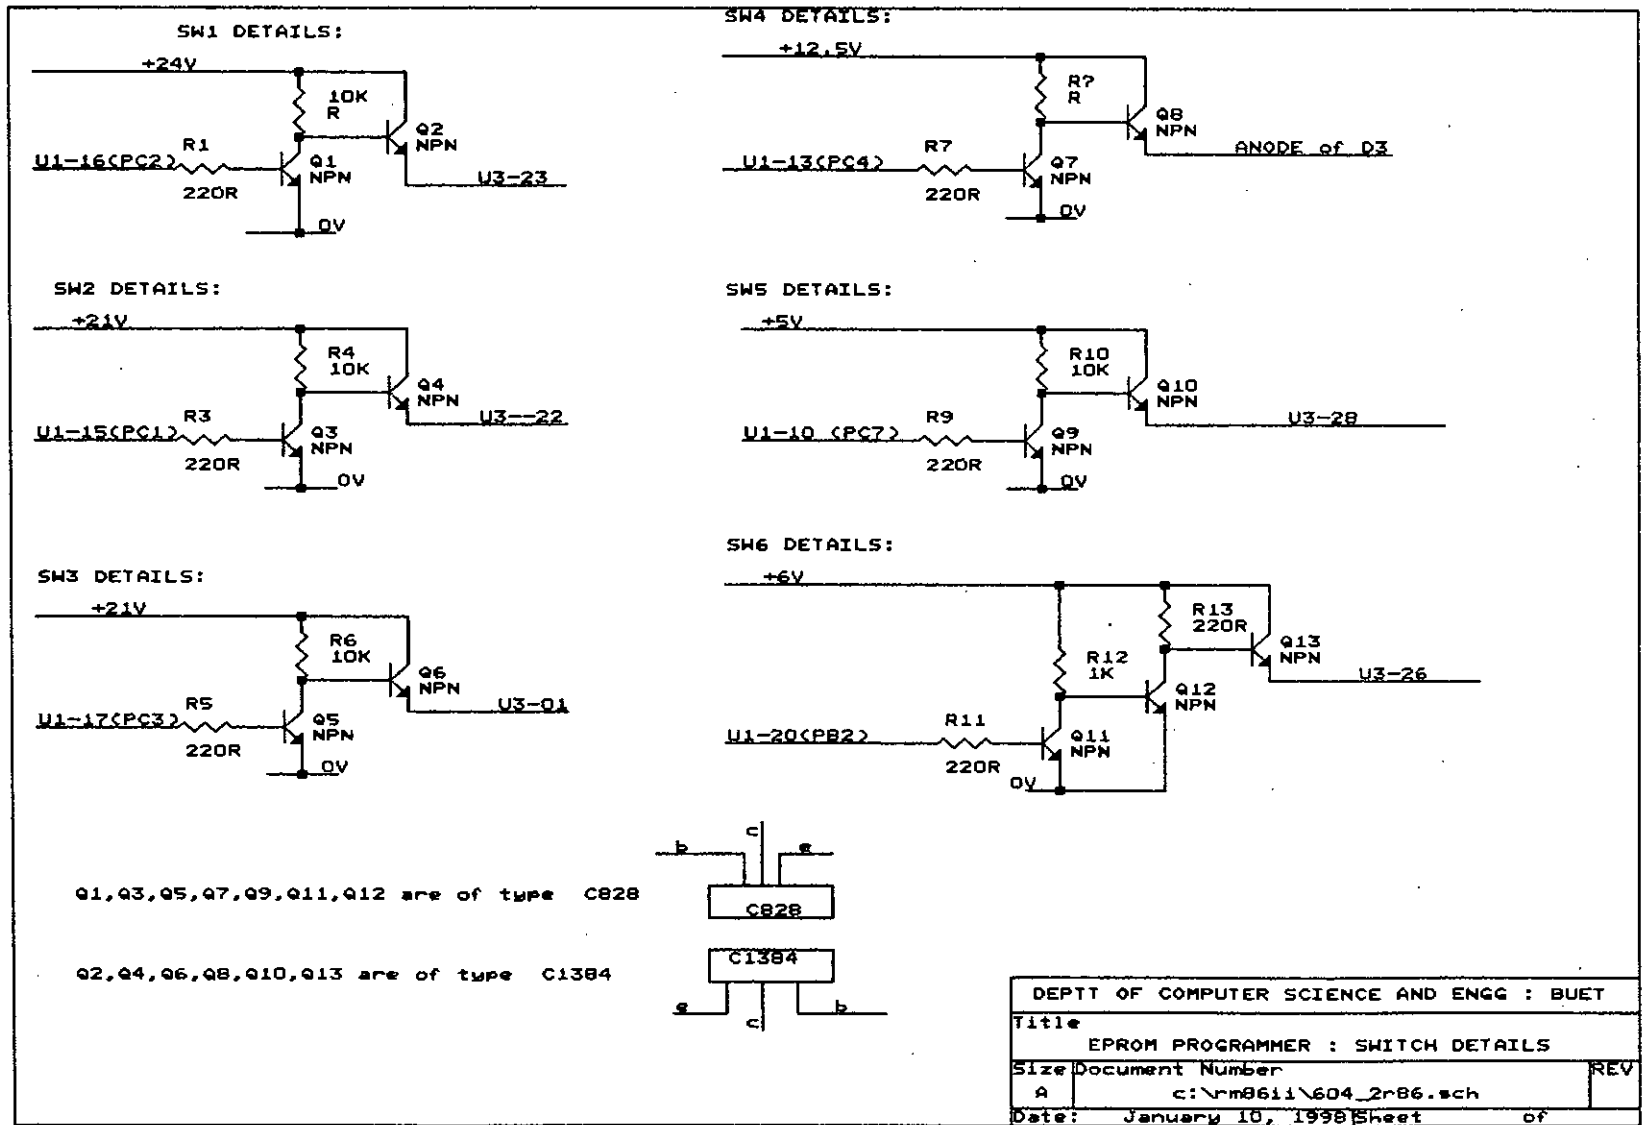 SW1 DETAILS:
+24V
10K
R
Q2
NPN
R1
U1-16(PC2)
220R
Q1
NPN
U3-23
0V
SW2 DETAILS:
+21V
R4
10K
Q4
NPN
R3
U1-15(PC1)
220R
Q3
NPN
U3--22
0V
SW3 DETAILS:
+21V
R6
10K
Q6
NPN
R5
U1-17(PC3)
220R
Q5
NPN
U3-01
0V
SW4 DETAILS:
+12.5V
R?
R
Q8
NPN
ANODE of D3
R7
U1-13(PC4)
220R
Q7
NPN
0V
SW5 DETAILS:
+5V
R10
10K
Q10
NPN
R9
U1-10 (PC7)
220R
Q9
NPN
U3-28
0V
SW6 DETAILS:
+6V
R13
220R
Q13
NPN
R12
1K
U3-26
Q12
NPN
R11
U1-20(PB2)
220R
Q11
NPN
0V
c
b e
Q1,Q3,Q5,Q7,Q9,Q11,Q12 are of type C828
C828
C1384
Q2,Q4,Q6,Q8,Q10,Q13 are of type C1384
e c b
DEPTT OF COMPUTER SCIENCE AND ENGG : BUET
Title
EPROM PROGRAMMER : SWITCH DETAILS
Size Document Number REV
A c:\rm8611\604_2r86.sch
Date: January 10, 1998 Sheet of